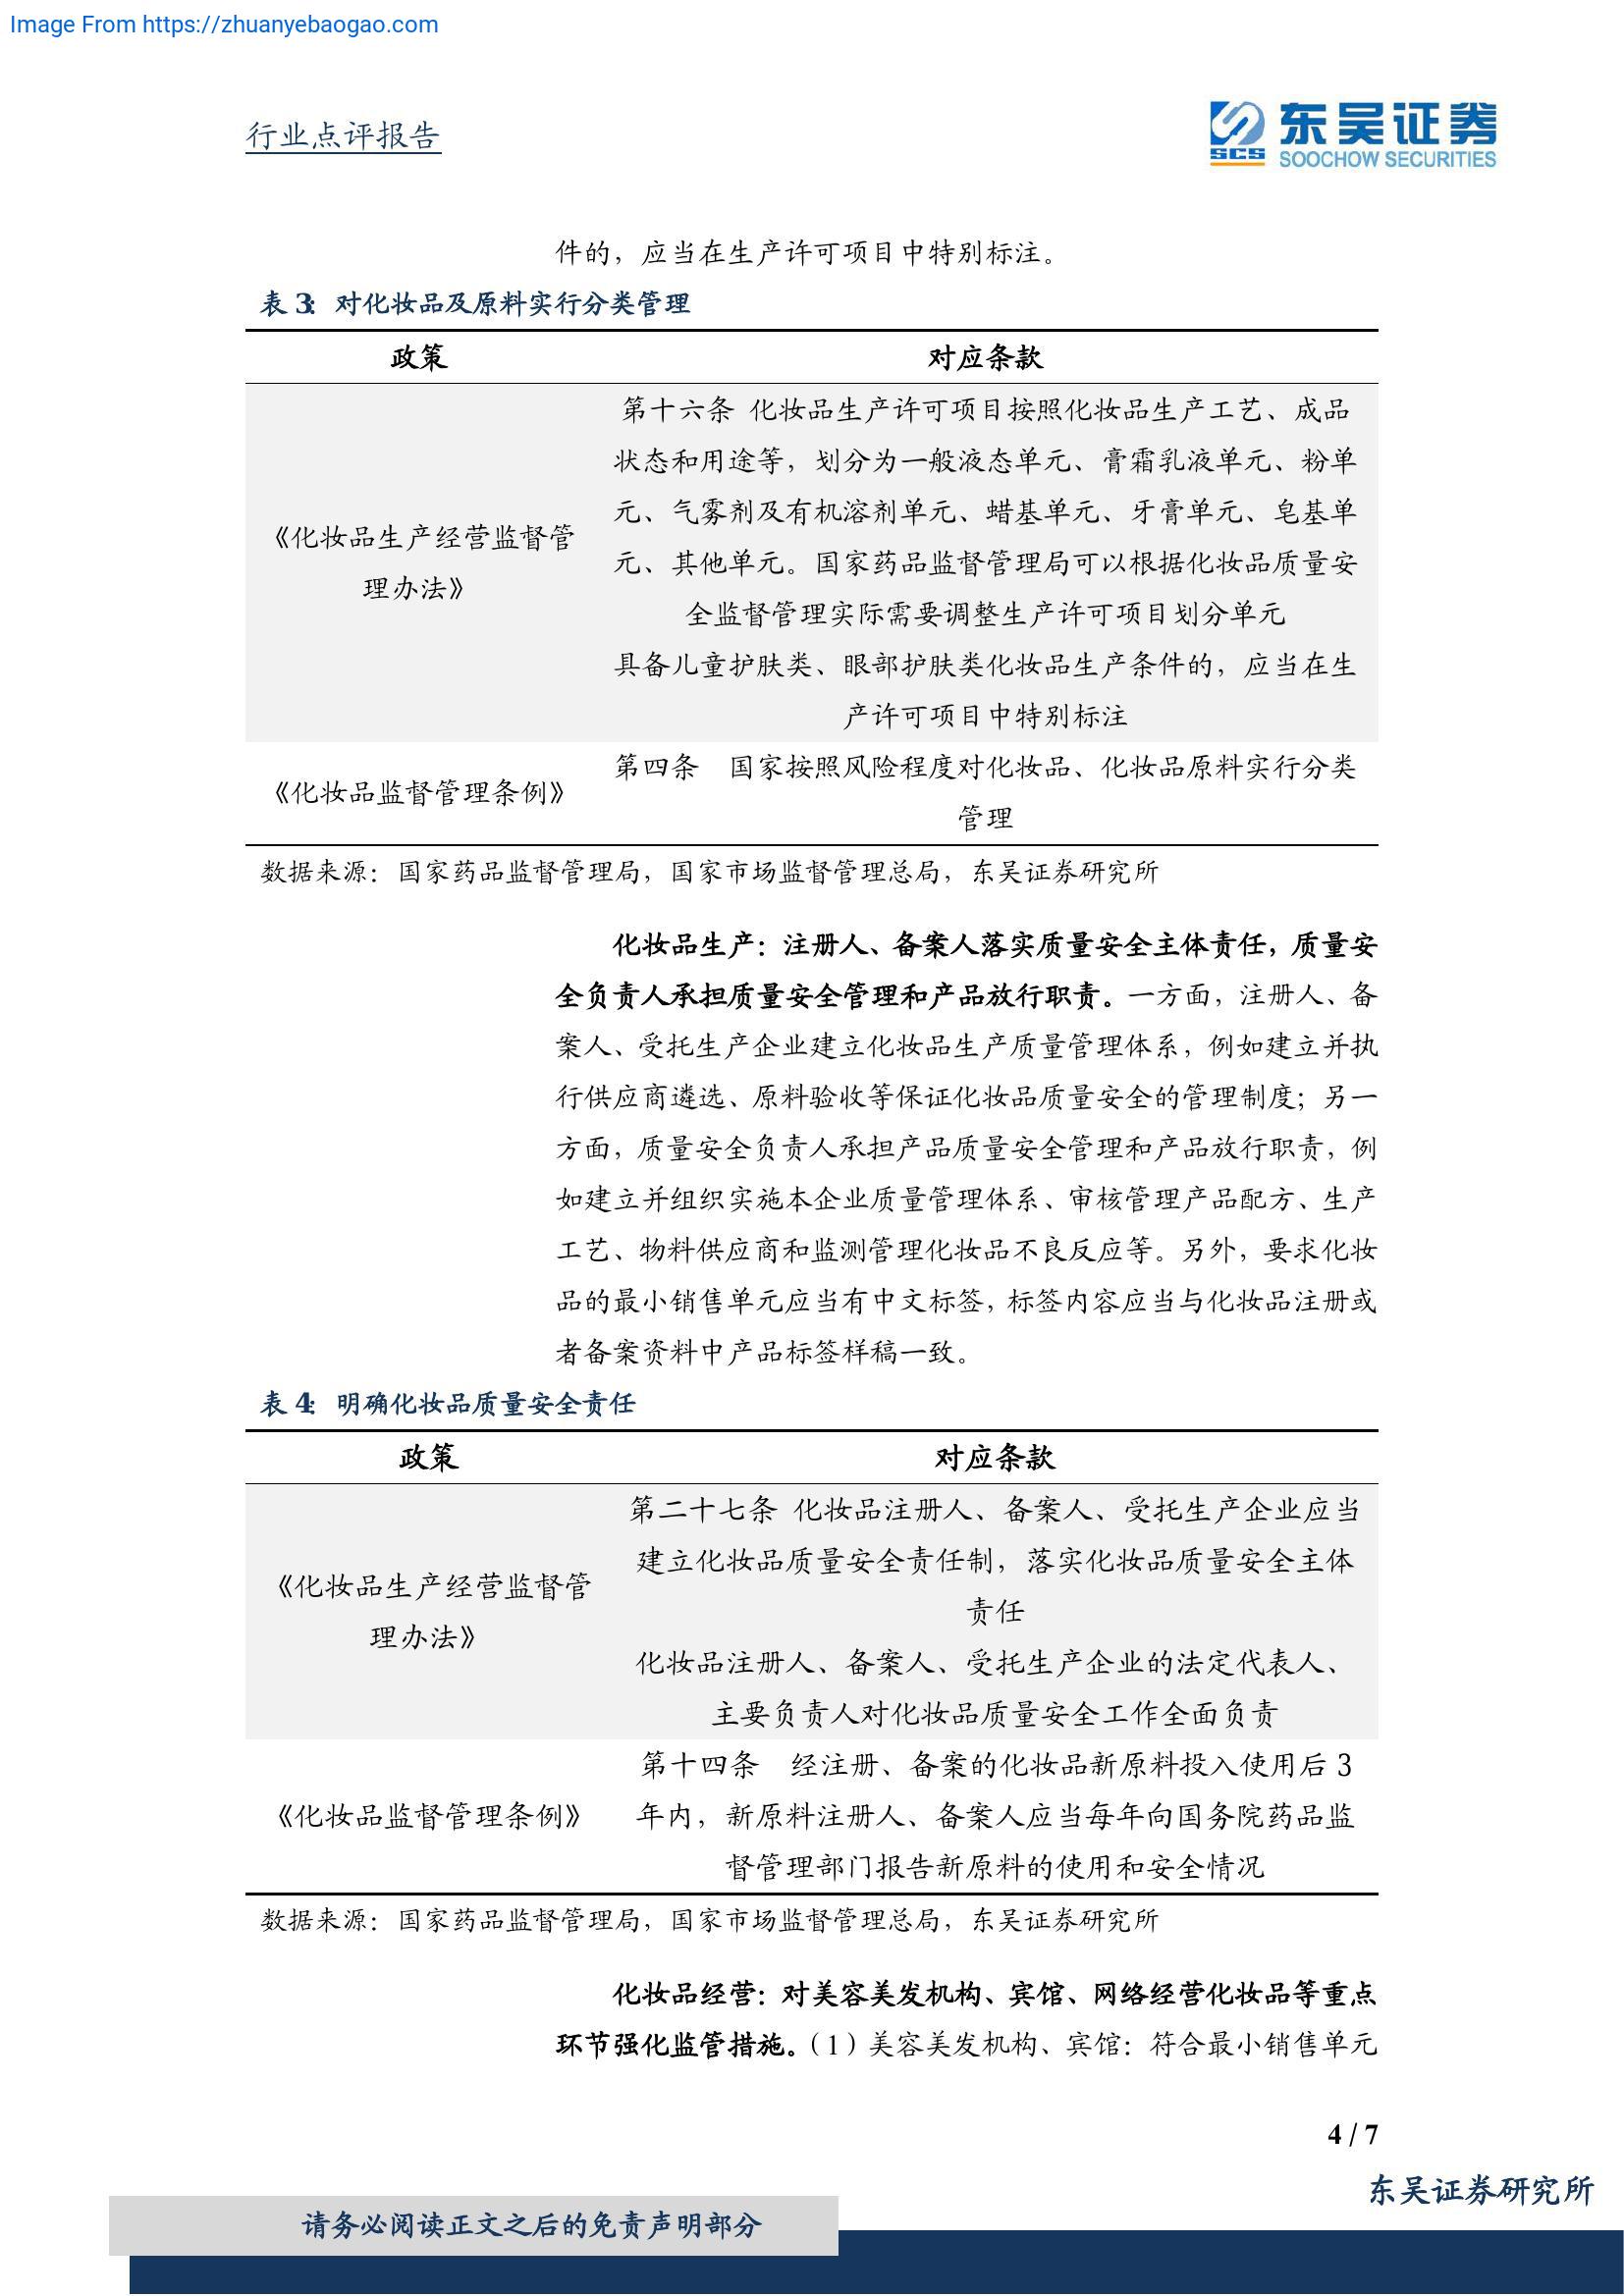 Image From https://zhuanyebaogao.com
行业点评报告
东吴证券
SCS
SOOCHOW SECURITIES
件的，应当在生产许可项目中特别标注。
表 3：对化妆品及原料实行分类管理
政策 对应条款
第十六条 化妆品生产许可项目按照化妆品生产工艺、成品
状态和用途等，划分为一般液态单元、膏霜乳液单元、粉单
元、气雾剂及有机溶剂单元、蜡基单元、牙膏单元、皂基单
《化妆品生产经营监督管
元、其他单元。国家药品监督管理局可以根据化妆品质量安
理办法》
全监督管理实际需要调整生产许可项目划分单元
具备儿童护肤类、眼部护肤类化妆品生产条件的，应当在生
产许可项目中特别标注
第四条 国家按照风险程度对化妆品、化妆品原料实行分类
《化妆品监督管理条例》
管理
数据来源：国家药品监督管理局，国家市场监督管理总局，东吴证券研究所
化妆品生产：注册人、备案人落实质量安全主体责任，质量安
全负责人承担质量安全管理和产品放行职责。一方面，注册人、备
案人、受托生产企业建立化妆品生产质量管理体系，例如建立并执
行供应商遴选、原料验收等保证化妆品质量安全的管理制度；另一
方面，质量安全负责人承担产品质量安全管理和产品放行职责，例
如建立并组织实施本企业质量管理体系、审核管理产品配方、生产
工艺、物料供应商和监测管理化妆品不良反应等。另外，要求化妆
品的最小销售单元应当有中文标签，标签内容应当与化妆品注册或
者备案资料中产品标签样稿一致。
表 4：明确化妆品质量安全责任
政策 对应条款
第二十七条 化妆品注册人、备案人、受托生产企业应当
建立化妆品质量安全责任制，落实化妆品质量安全主体
《化妆品生产经营监督管
责任
理办法》
化妆品注册人、备案人、受托生产企业的法定代表人、
主要负责人对化妆品质量安全工作全面负责
第十四条 经注册、备案的化妆品新原料投入使用后 3
《化妆品监督管理条例》 年内，新原料注册人、备案人应当每年向国务院药品监
督管理部门报告新原料的使用和安全情况
数据来源：国家药品监督管理局，国家市场监督管理总局，东吴证券研究所
化妆品经营：对美容美发机构、宾馆、网络经营化妆品等重点
环节强化监管措施。（1）美容美发机构、宾馆：符合最小销售单元
4 / 7
东吴证券研究所
请务必阅读正文之后的免责声明部分